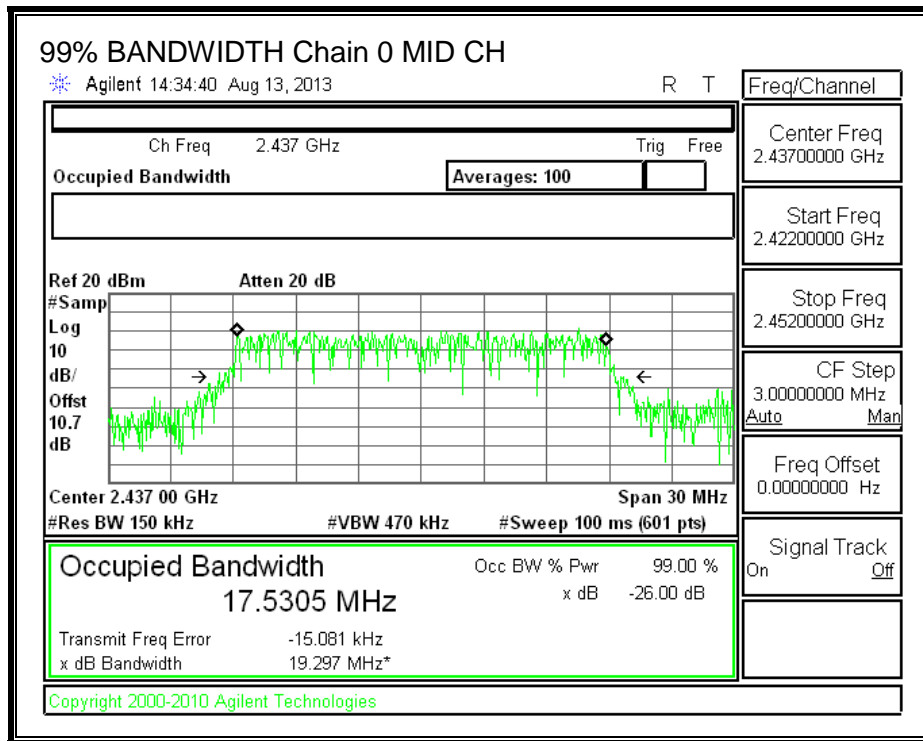 99% BANDWIDTH Chain 0 MID CH
Agilent 14:34:40 Aug 13, 2013 R T
Freq/Channel
Ch Freq 2.437 GHz Trig Free
Occupied Bandwidth Averages: 100
Center Freq
2.43700000 GHz
Start Freq
2.42200000 GHz
Stop Freq
2.45200000 GHz
CF Step
3.00000000 MHz
Auto Man
Freq Offset
0.00000000 Hz
Signal Track
On Off
Ref 20 dBm Atten 20 dB
#Samp
Log
10
dB/
Offst
10.7
dB
Center 2.437 00 GHz Span 30 MHz
#Res BW 150 kHz #VBW 470 kHz #Sweep 100 ms (601 pts)
Occupied Bandwidth Occ BW % Pwr 99.00 %
17.5305 MHz x dB -26.00 dB
Transmit Freq Error -15.081 kHz
x dB Bandwidth 19.297 MHz*
Copyright 2000-2010 Agilent Technologies